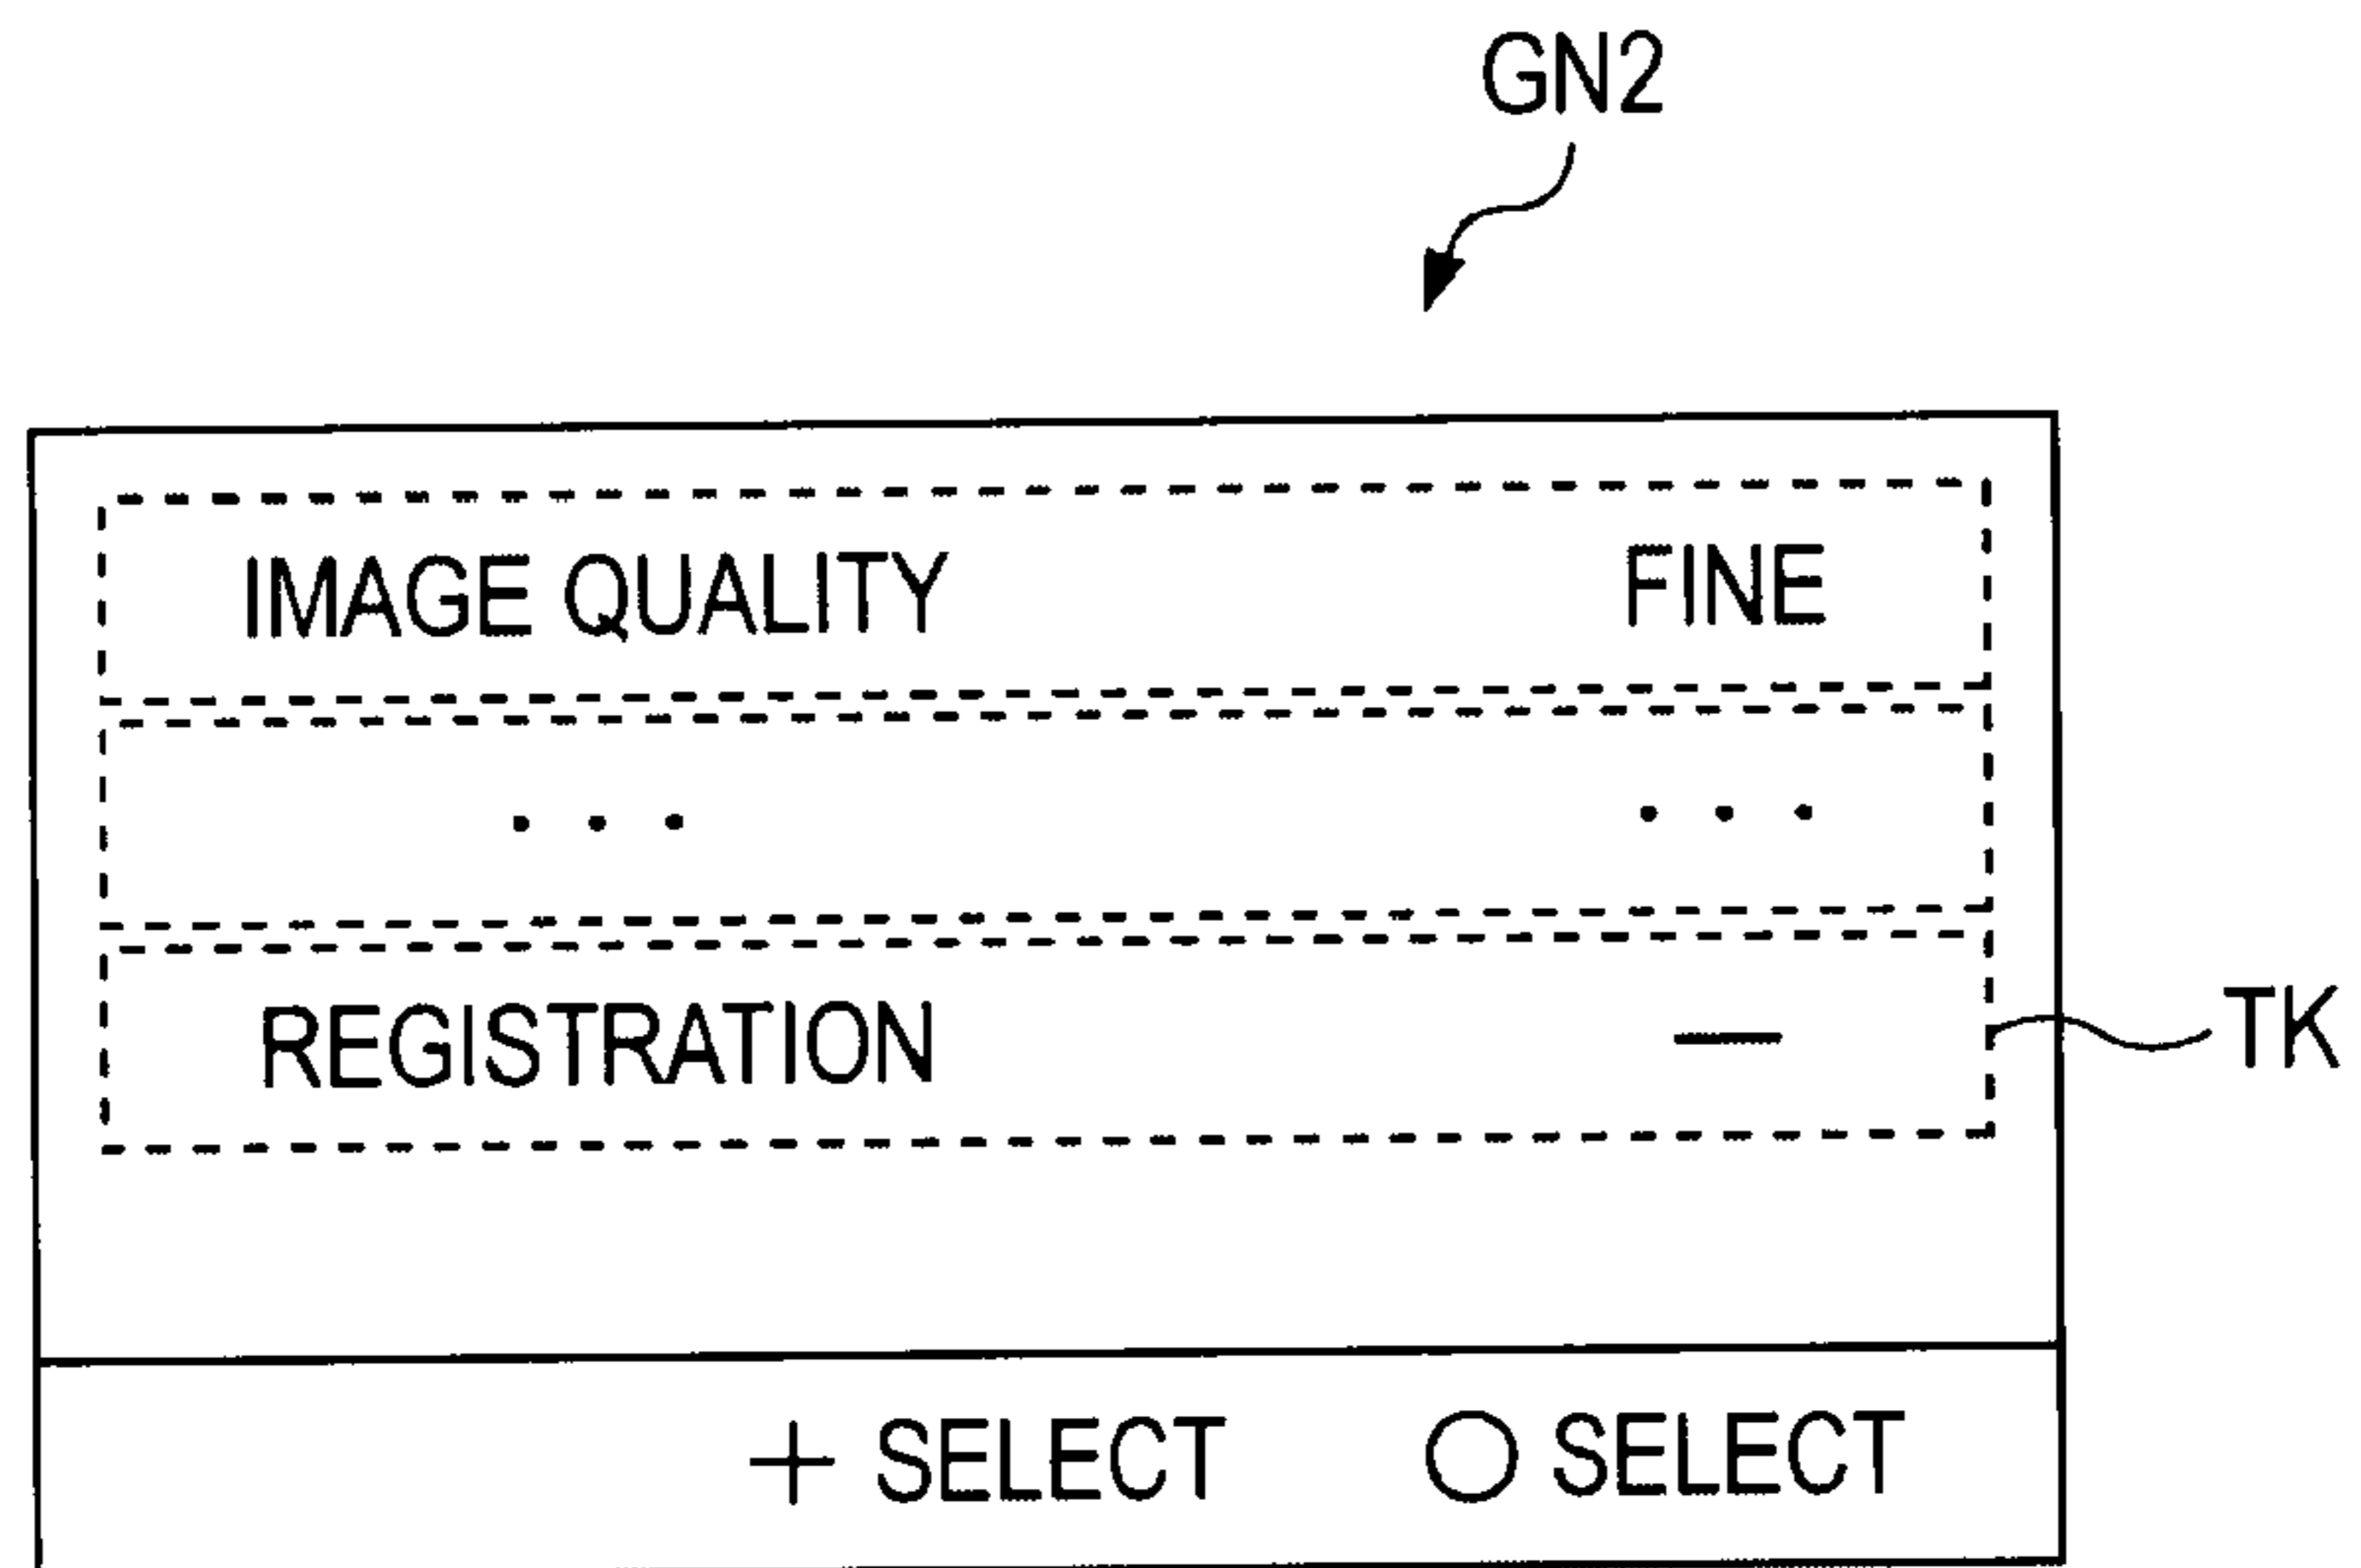 GN2
IMAGE QUALITY FINE
. . . . . .
REGISTRATION — TK
+ SELECT ○ SELECT